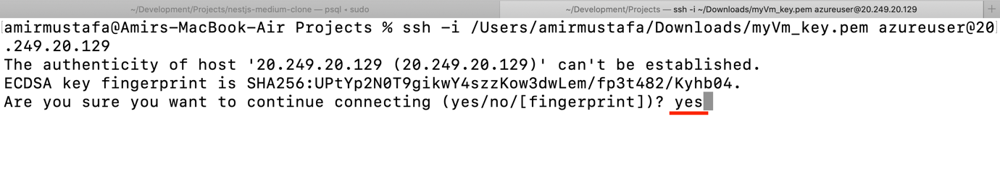 ~/Development/Projects/nestjs-medium-clone — psql • sudo
~/Development/Projects — ssh -i ~/Downloads/myVm_key.pem azureuser@20.249.20.129
amirmustafa@Amirs-MacBook-Air Projects % ssh -i /Users/amirmustafa/Downloads/myVm_key.pem azureuser@20
.249.20.129
The authenticity of host '20.249.20.129 (20.249.20.129)' can't be established.
ECDSA key fingerprint is SHA256:UPtYp2N0T9gikwY4szzKow3dwLem/fp3t482/Kyhb04.
Are you sure you want to continue connecting (yes/no/[fingerprint])? yes